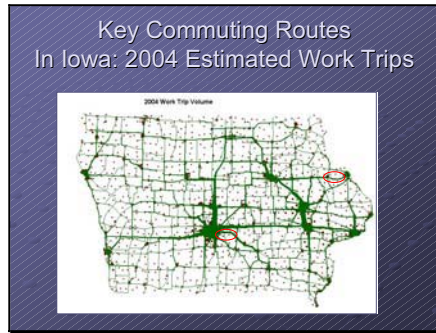 Key Commuting Routes
In Iowa: 2004 Estimated Work Trips
2004 Work Trip Volume